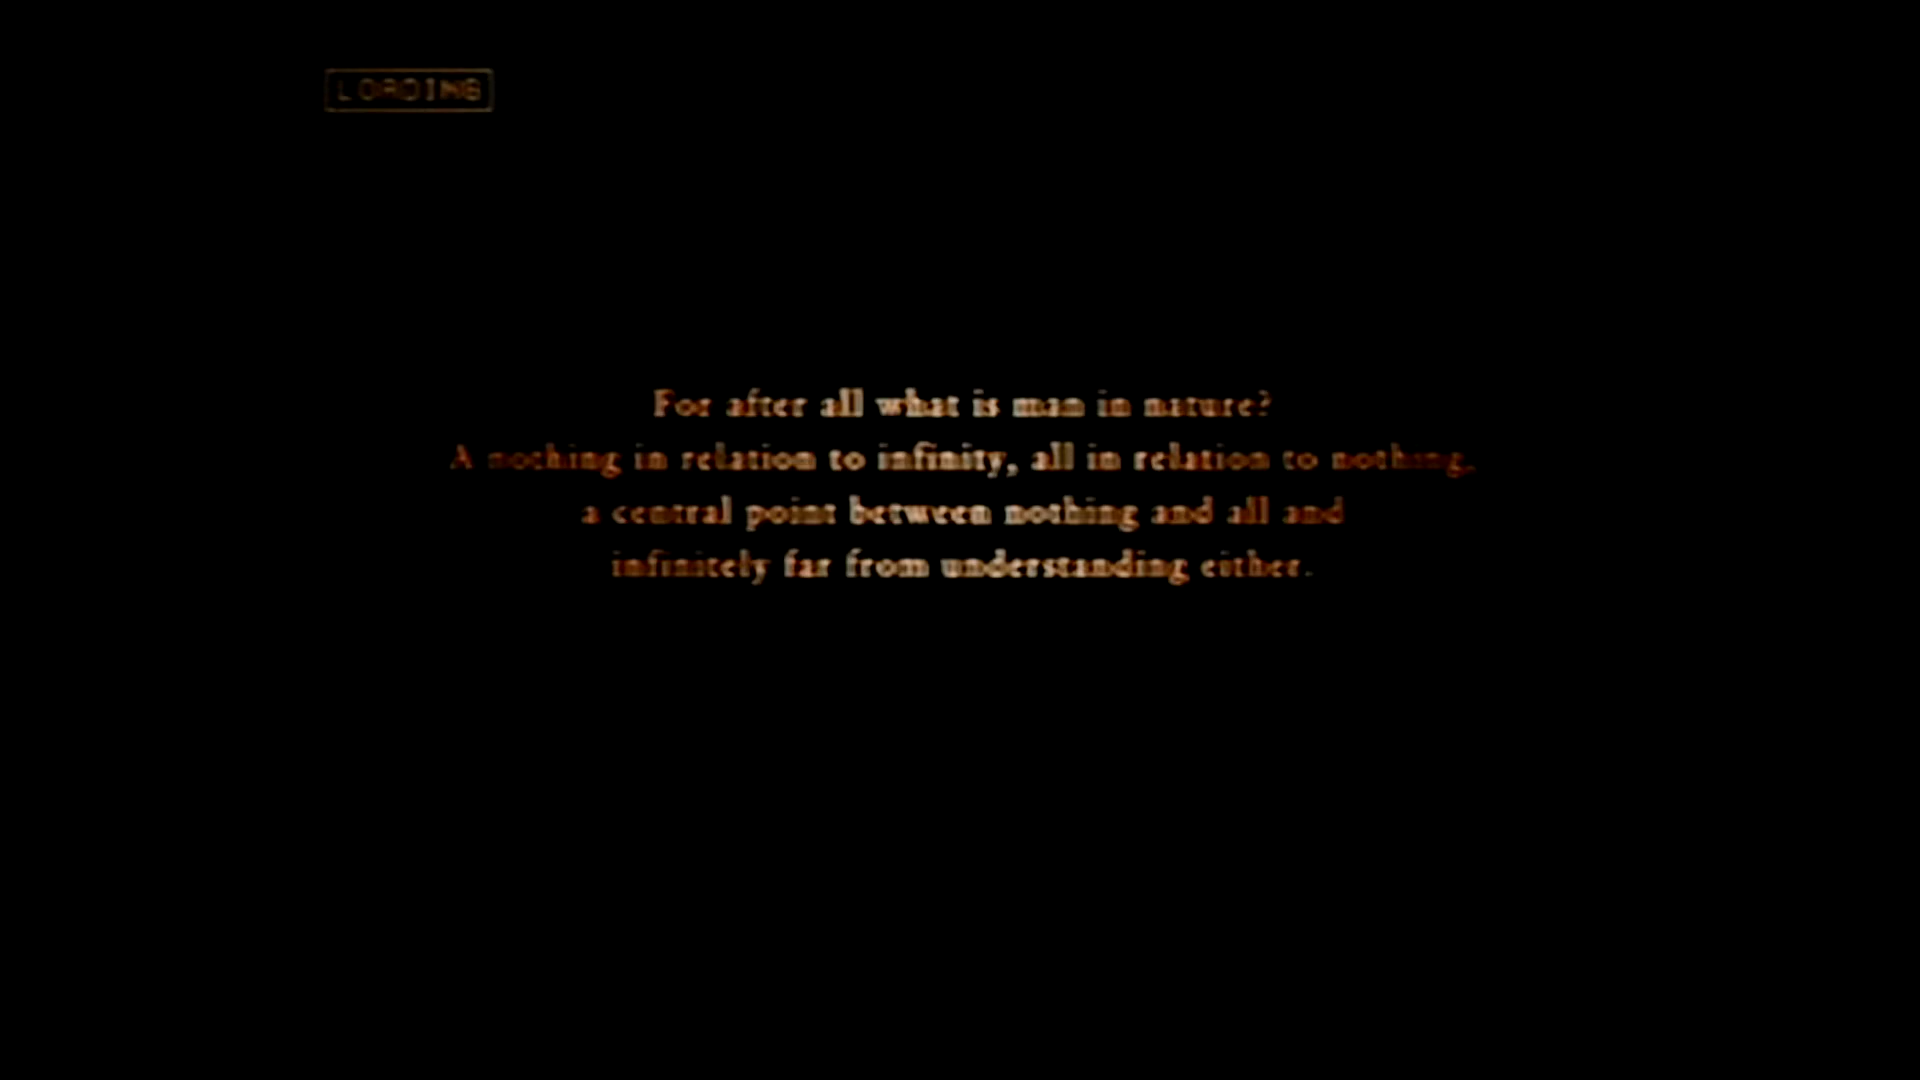 LOADING
For after all what is man in nature?
A nothing in relation to infinity, all in relation to nothing,
a central point between nothing and all and
infinitely far from understanding either.